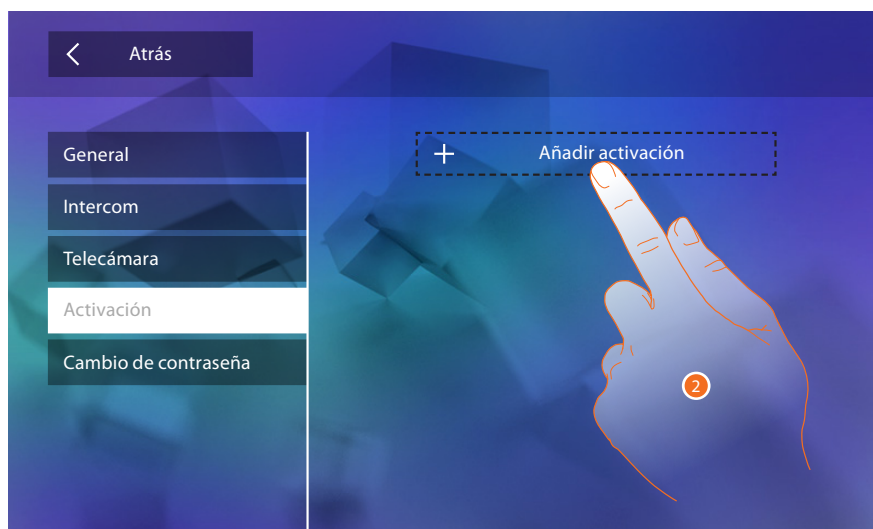 Atrás
General
Intercom
Telecámara
Activación
Cambio de contraseña
+ Añadir activación
2